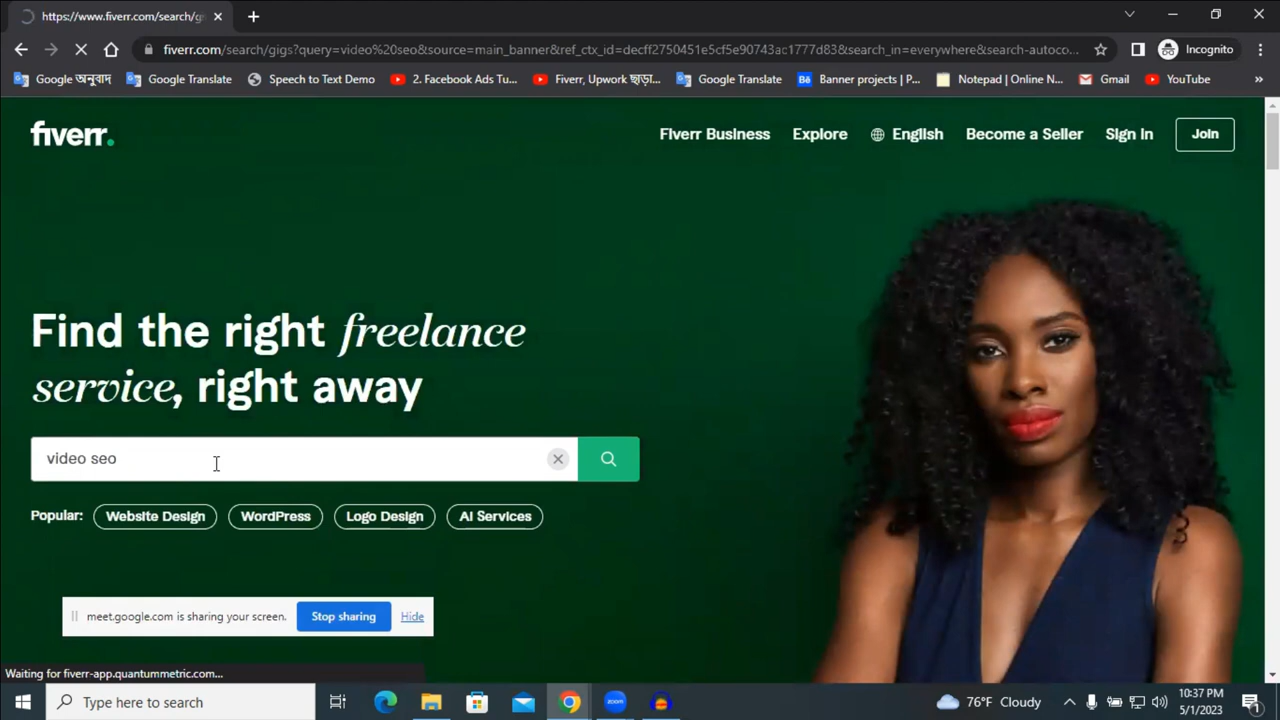 https://www.fiverr.com/search/gi
fiverr.com/search/gigs?query=video%20seo&source=main_banner&ref_ctx_id=decff2750451e5cf5e90743ac1777d83&search_in=everywhere&search-autoco...
Incognito
Google অনুবাদ
Google Translate
Speech to Text Demo
2. Facebook Ads Tu...
Fiverr, Upwork ছাড়া...
Google Translate
Bē
Banner projects | P...
Notepad | Online N...
Gmail
YouTube
»
fiverr.
Fiverr Business
Explore
English
Become a Seller
Sign in
Join
Find the right freelance
service, right away
video seo
Popular:
Website Design
WordPress
Logo Design
AI Services
meet.google.com is sharing your screen.
Stop sharing
Hide
Waiting for fiverr-app.quantummetric.com...
Type here to search
zoom
76°F Cloudy
10:37 PM
5/1/2023
1